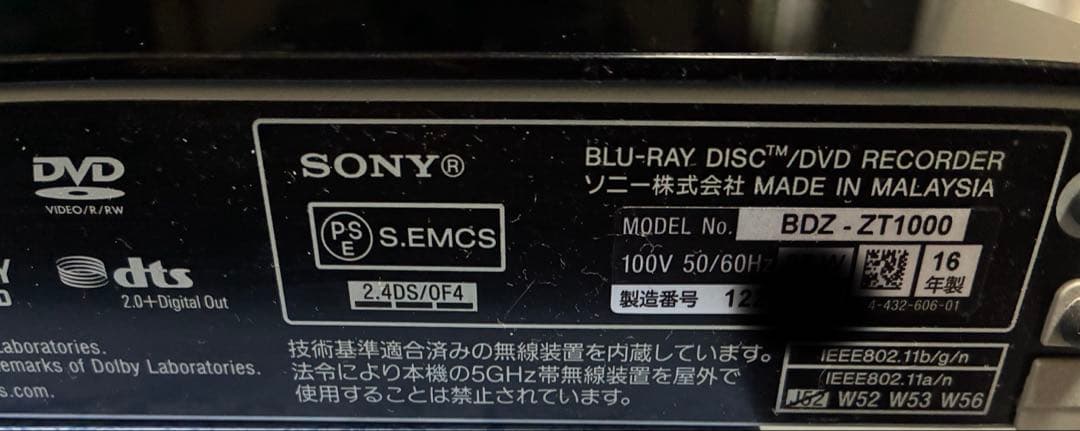 DVD
VIDEO/R/RW
dts
2.0+Digital Out
aboratories.
emarks of Dolby Laboratories.
s.com.
SONY®
PSE S.EMCS
2.4DS/OF4
BLU-RAY DISC™/DVD RECORDER
ソニー株式会社 MADE IN MALAYSIA
MODEL No. BDZ - ZT1000
100V 50/60Hz W
16
年製
製造番号 12
4-432-606-01
技術基準適合済みの無線装置を内蔵しています。
法令により本機の5GHz帯無線装置を屋外で
使用することは禁止されています。
IEEE802.11b/g/n
IEEE802.11a/n
J52 W52 W53 W56